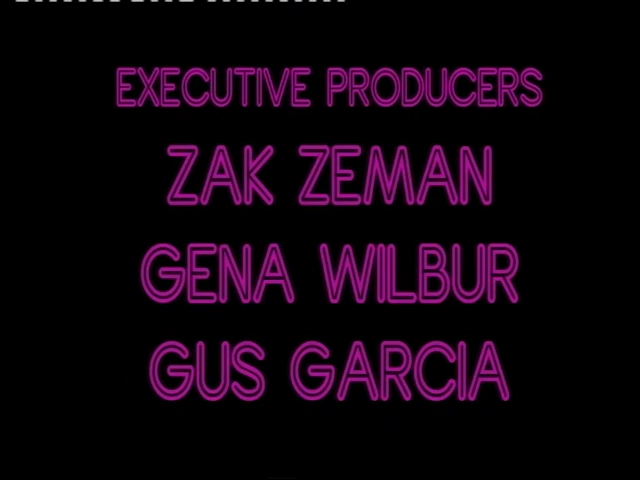 EXECUTIVE PRODUCERS
ZAK ZEMAN
GENA WILBUR
GUS GARCIA